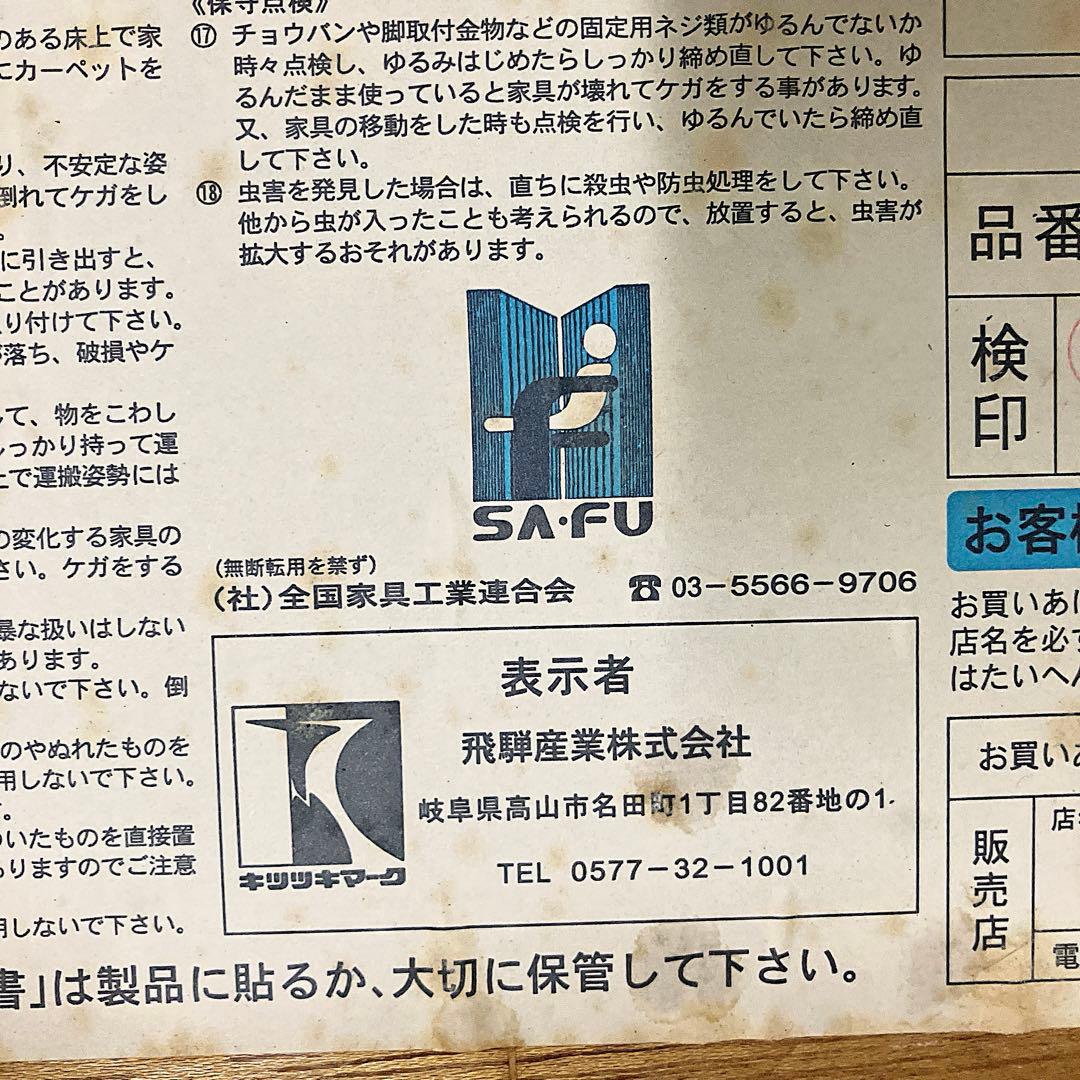 のある床上で家
にカーペットを
り、不安定な姿
倒れてケガをし
に引き出すと、
ことがあります。
り付けて下さい。
落ち、破損やケ
して、物をこわし
しっかり持って運
上で運搬姿勢には
の変化する家具の
さい。ケガをする
暴な扱いはしない
あります。
ないで下さい。倒
のやぬれたものを
用しないで下さい。
いたものを直接置
ありますのでご注意
用しないで下さい。
《保守点検》
⑰ チョウバンや脚取付金物などの固定用ネジ類がゆるんでないか
時々点検し、ゆるみはじめたらしっかり締め直して下さい。ゆ
るんだまま使っていると家具が壊れてケガをする事があります。
又、家具の移動をした時も点検を行い、ゆるんでいたら締め直
して下さい。
⑱ 虫害を発見した場合は、直ちに殺虫や防虫処理をして下さい。
他から虫が入ったことも考えられるので、放置すると、虫害が
拡大するおそれがあります。
SA・FU
(無断転用を禁ず)
(社)全国家具工業連合会 ☎ 03-5566-9706
表示者
飛騨産業株式会社
岐阜県高山市名田町1丁目82番地の1
TEL 0577-32-1001
キツツキマーク
書」は製品に貼るか、大切に保管して下さい。
品番
検印
お客様
お買いあ
店名を必ず
はたいへん
お買いあ
販売店
店
電